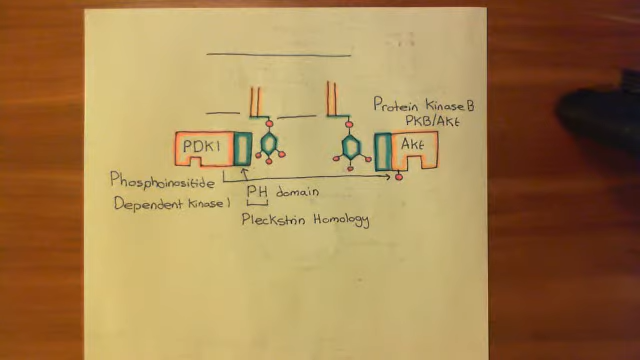 Protein Kinase B
PKB/Akt
PDK1
Akt
Phosphoinositide
Dependent Kinase 1
PH domain
Pleckstrin Homology